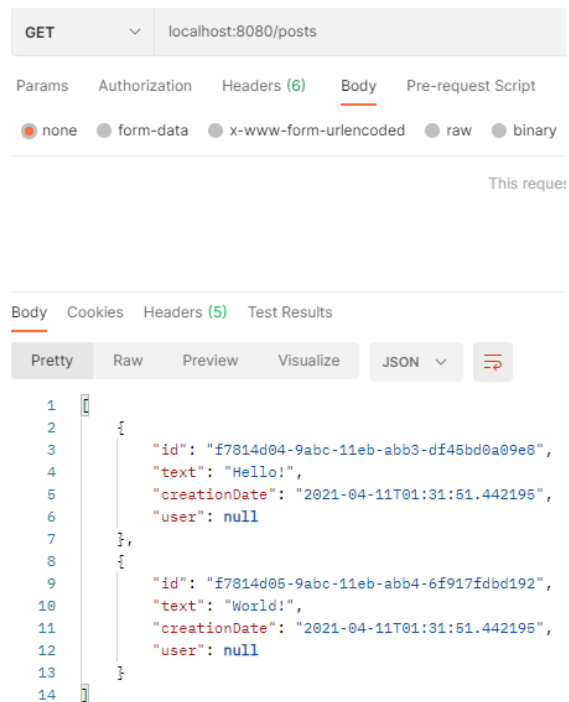 GET localhost:8080/posts
Params Authorization Headers (6) Body Pre-request Script
none form-data x-www-form-urlencoded raw binary
This reques
Body Cookies Headers (5) Test Results
Pretty Raw Preview Visualize JSON
1 [
2 {
3 "id": "f7814d04-9abc-11eb-abb3-df45bd0a09e8",
4 "text": "Hello!",
5 "creationDate": "2021-04-11T01:31:51.442195",
6 "user": null
7 },
8 {
9 "id": "f7814d05-9abc-11eb-abb4-6f917fdbd192",
10 "text": "World!",
11 "creationDate": "2021-04-11T01:31:51.442195",
12 "user": null
13 }
14 ]